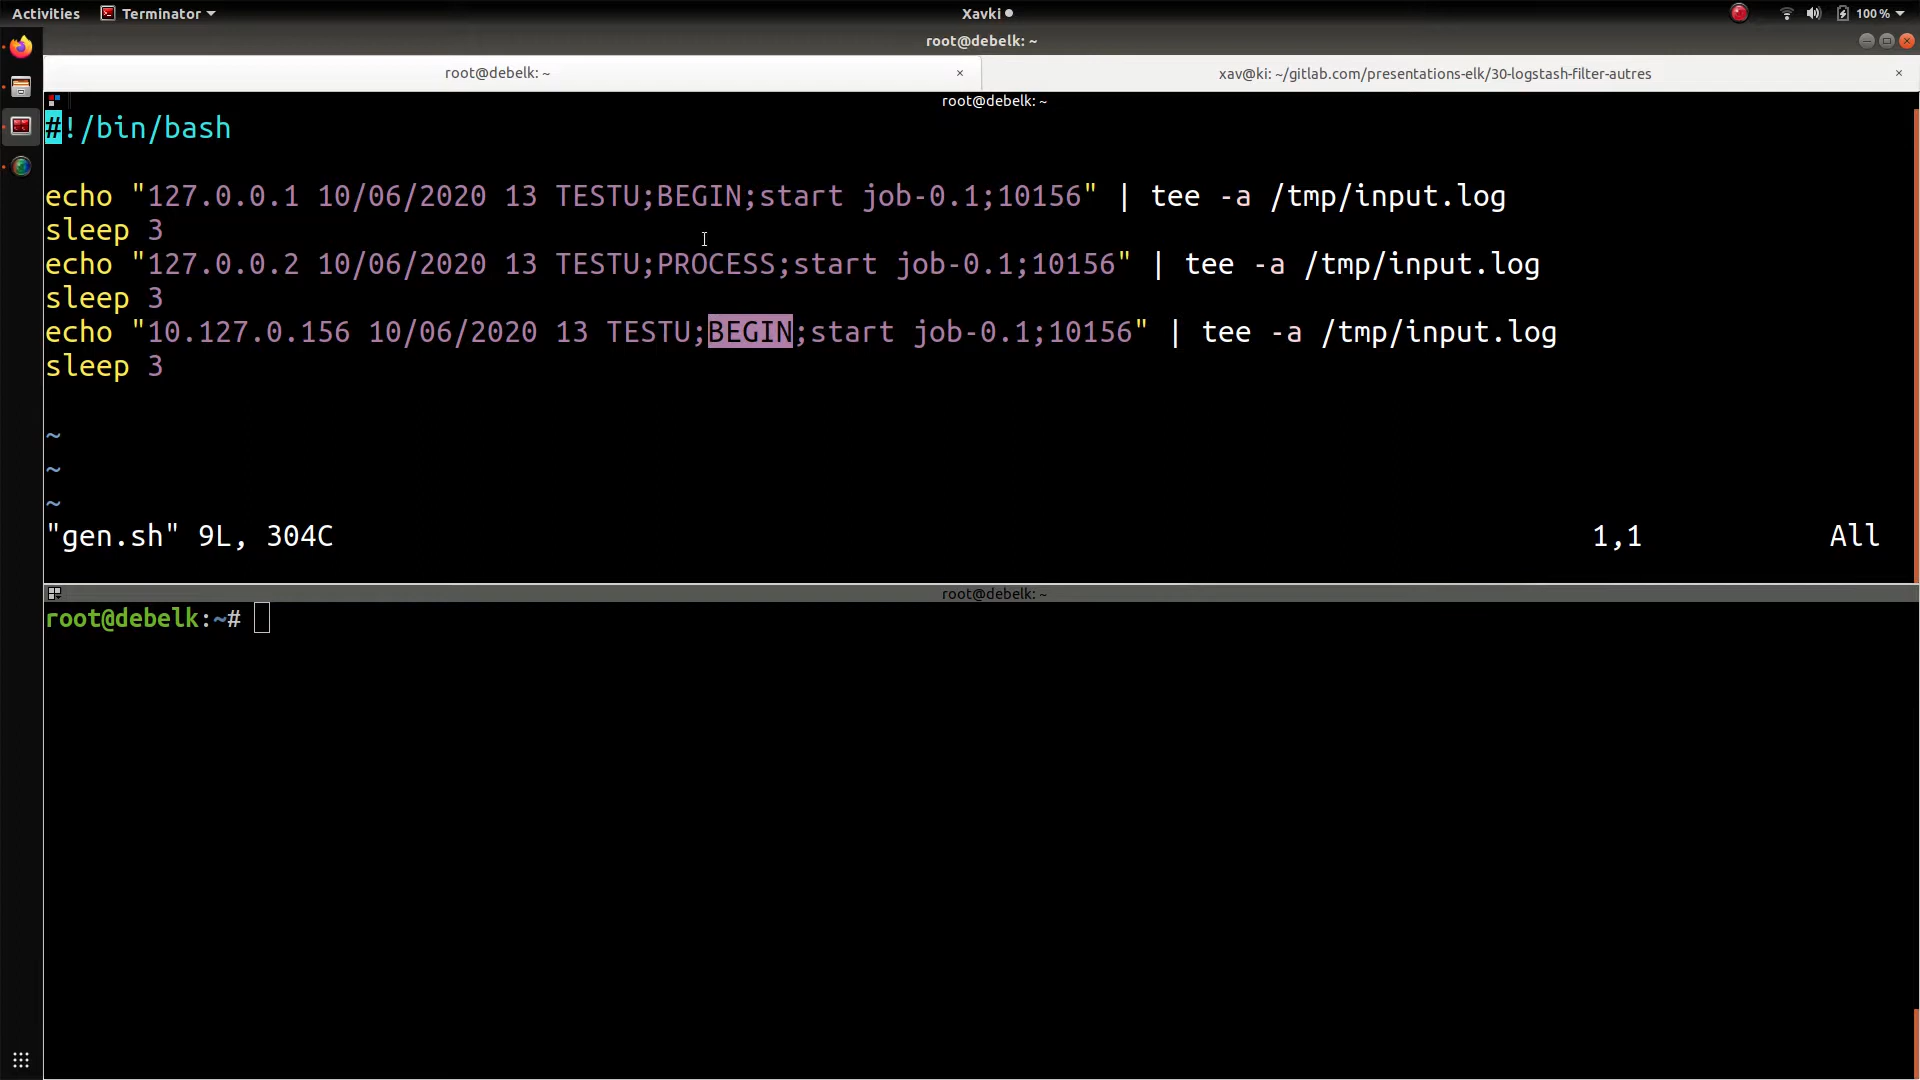 Activities Terminator Xavki 100 %
root@debelk: ~
root@debelk: ~ × xav@ki: ~/gitlab.com/presentations-elk/30-logstash-filter-autres ×
root@debelk: ~
#!/bin/bash
echo "127.0.0.1 10/06/2020 13 TESTU;BEGIN;start job-0.1;10156" | tee -a /tmp/input.log
sleep 3
echo "127.0.0.2 10/06/2020 13 TESTU;PROCESS;start job-0.1;10156" | tee -a /tmp/input.log
sleep 3
echo "10.127.0.156 10/06/2020 13 TESTU;BEGIN;start job-0.1;10156" | tee -a /tmp/input.log
sleep 3
~
~
~
"gen.sh" 9L, 304C 1,1 All
root@debelk: ~
root@debelk:~#